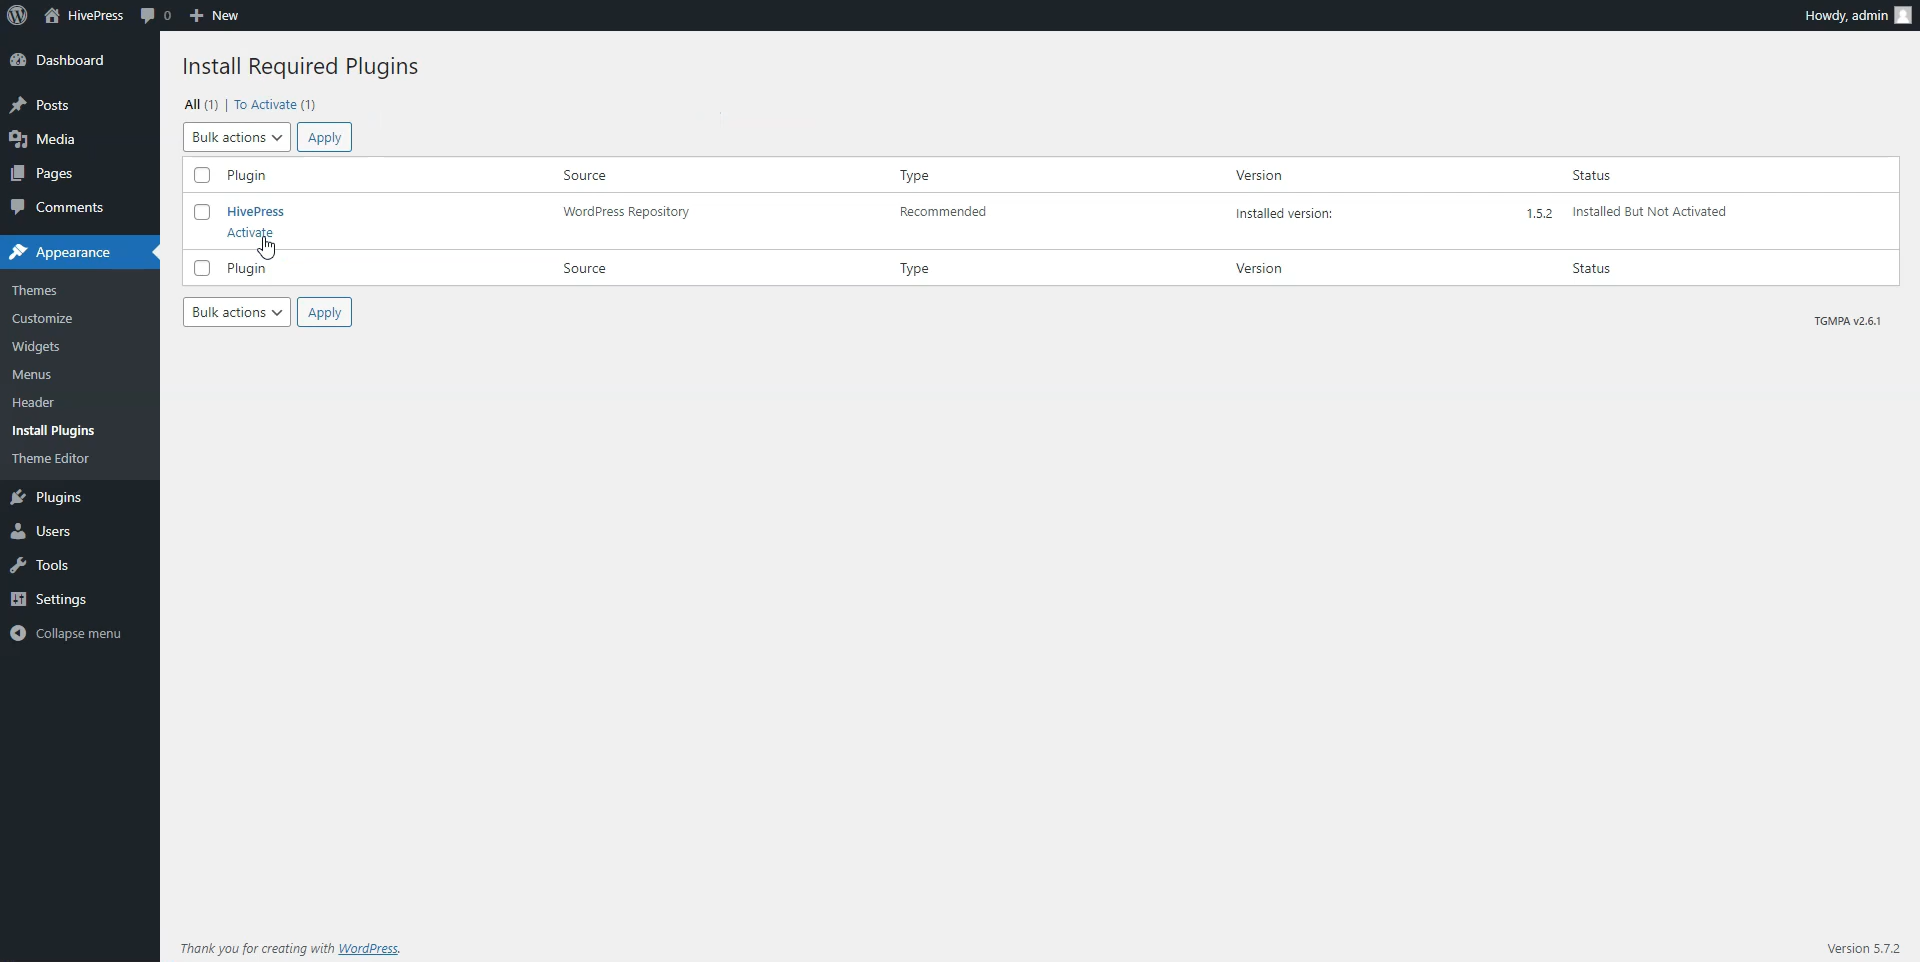 HivePress 0 New Howdy, admin
Dashboard
Posts
Media
Pages
Comments
Appearance
Themes
Customize
Widgets
Menus
Header
Install Plugins
Theme Editor
Plugins
Users
Tools
Settings
Collapse menu
Install Required Plugins
All (1) | To Activate (1)
Bulk actions Apply
Plugin Source Type Version Status
HivePress WordPress Repository Recommended Installed version: 1.5.2 Installed But Not Activated
Activate
Plugin Source Type Version Status
Bulk actions Apply
TGMPA v2.6.1
Thank you for creating with WordPress. Version 5.7.2